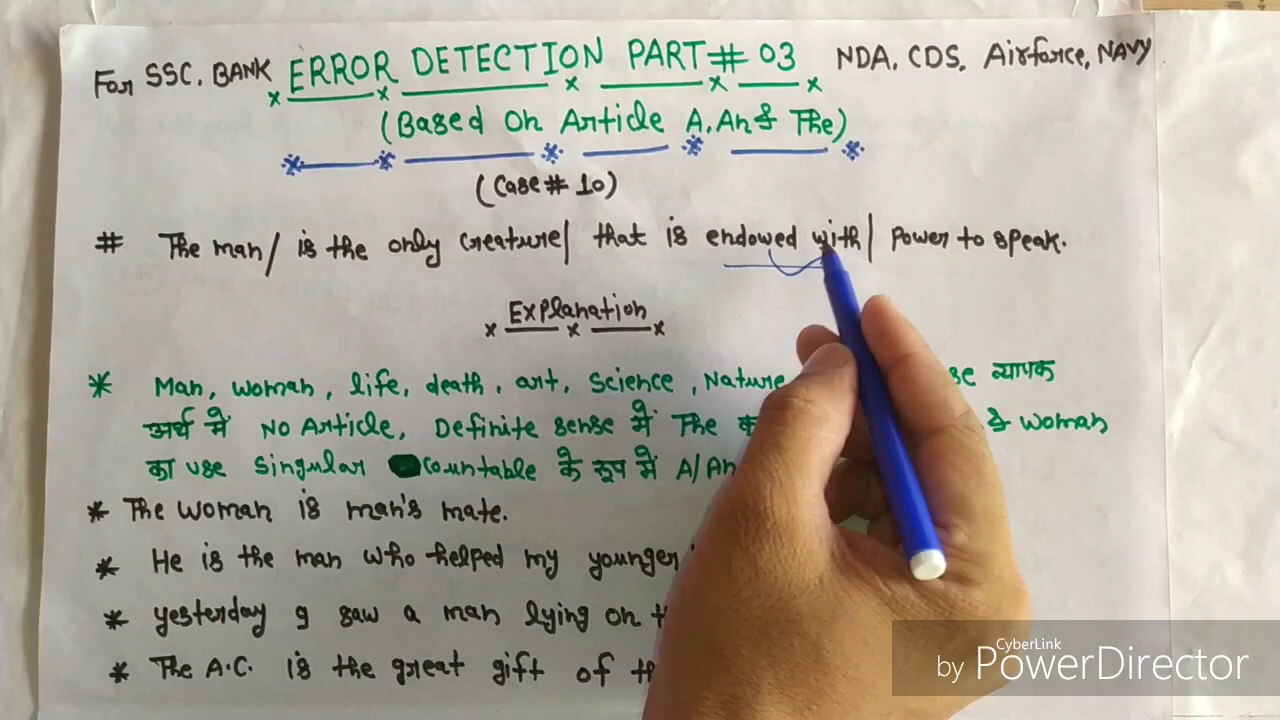 For SSC, BANK ERROR DETECTION PART # 03 NDA, CDS, Airforce, NAVY
(Based On Article A, An & The)
(Case # 10)
# The man/ is the only creature/ that is endowed with/ power to speak.
Explanation
* Man, woman, life, death, art, Science, Nature व्यापक
अर्थ में No Article, Definite sense में The & woman
का use singular Countable के रूप में A/An
* The woman is man's mate.
* He is the man who helped my younger
* yesterday I saw a man lying on
* The A.C. is the great gift of
CyberLink
by PowerDirector